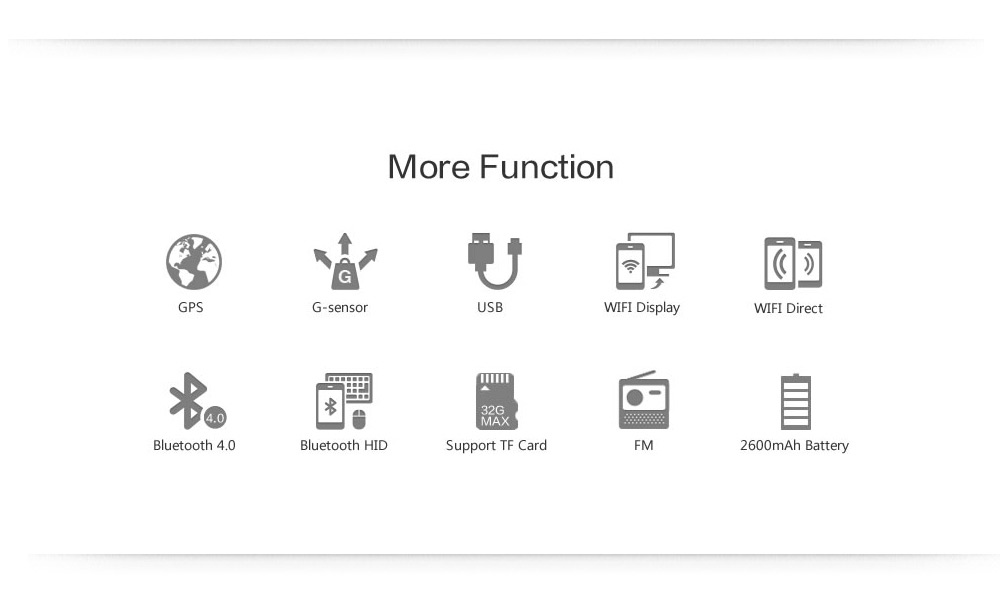 More Function
G
GPS
G-sensor
USB
WIFI Display
WIFI Direct
4.0
32G
MAX
Bluetooth 4.0
Bluetooth HID
Support TF Card
FM
2600mAh Battery